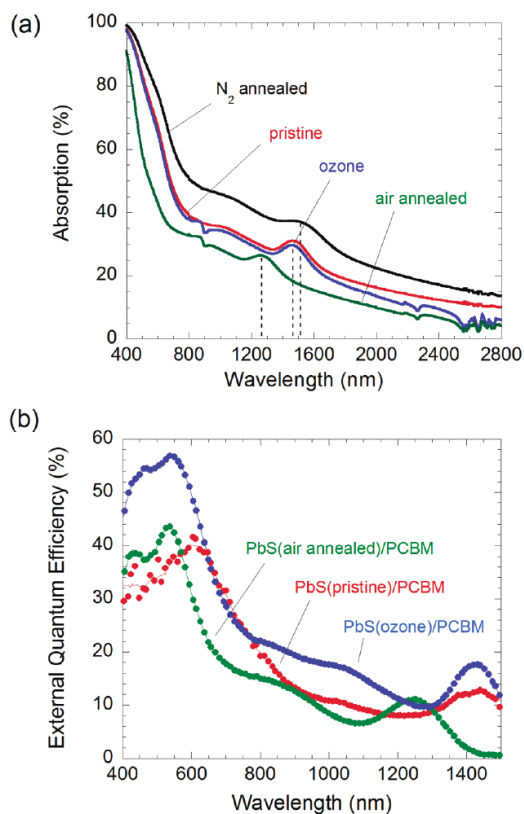 (a)
100
80
60
40
20
0
Absorption (%)
N2 annealed
pristine
ozone
air annealed
400 800 1200 1600 2000 2400 2800
Wavelength (nm)
(b)
60
50
40
30
20
10
0
External Quantum Efficiency (%)
PbS(air annealed)/PCBM
PbS(pristine)/PCBM
PbS(ozone)/PCBM
400 600 800 1000 1200 1400
Wavelength (nm)